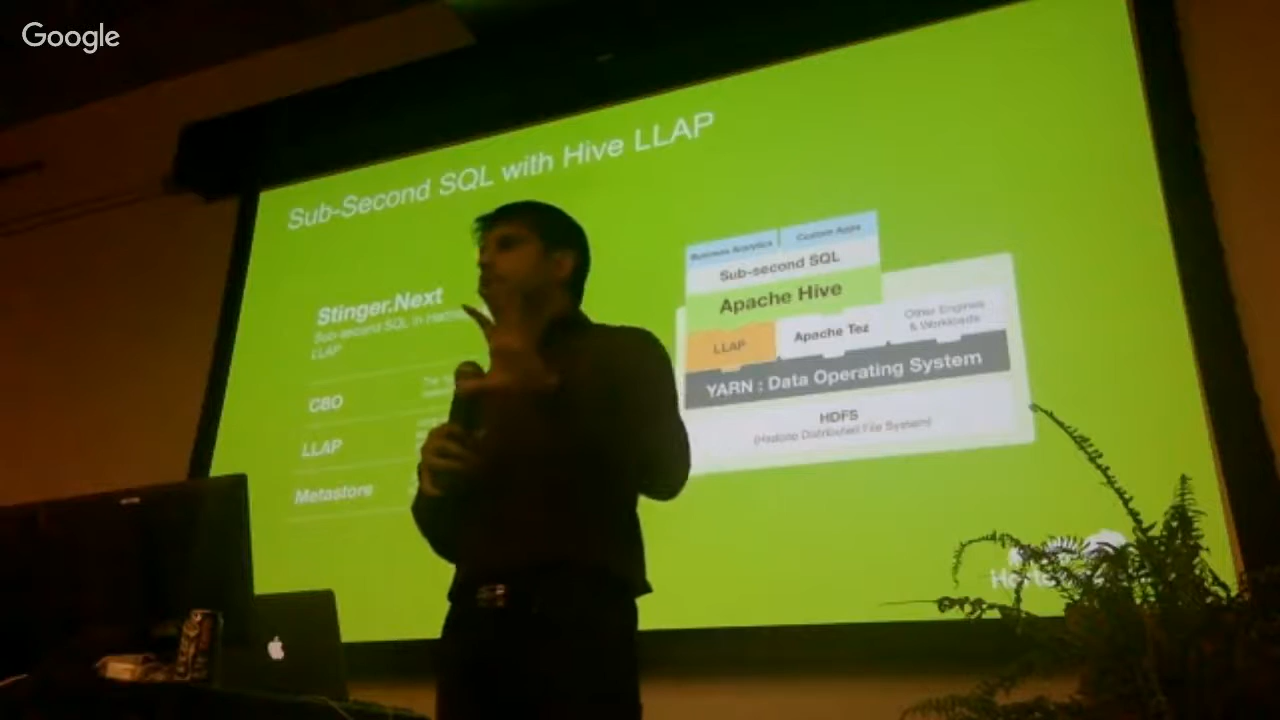 Google
Sub-Second SQL with Hive LLAP
Stinger.Next
Sub-second SQL in
LLAP
CBO
The
LLAP
Metastore
Business Analytics
Custom Apps
Sub-second SQL
Apache Hive
LLAP
Apache Tez
Other Engines
& Workloads
YARN : Data Operating System
HDFS
(Hadoop Distributed File System)